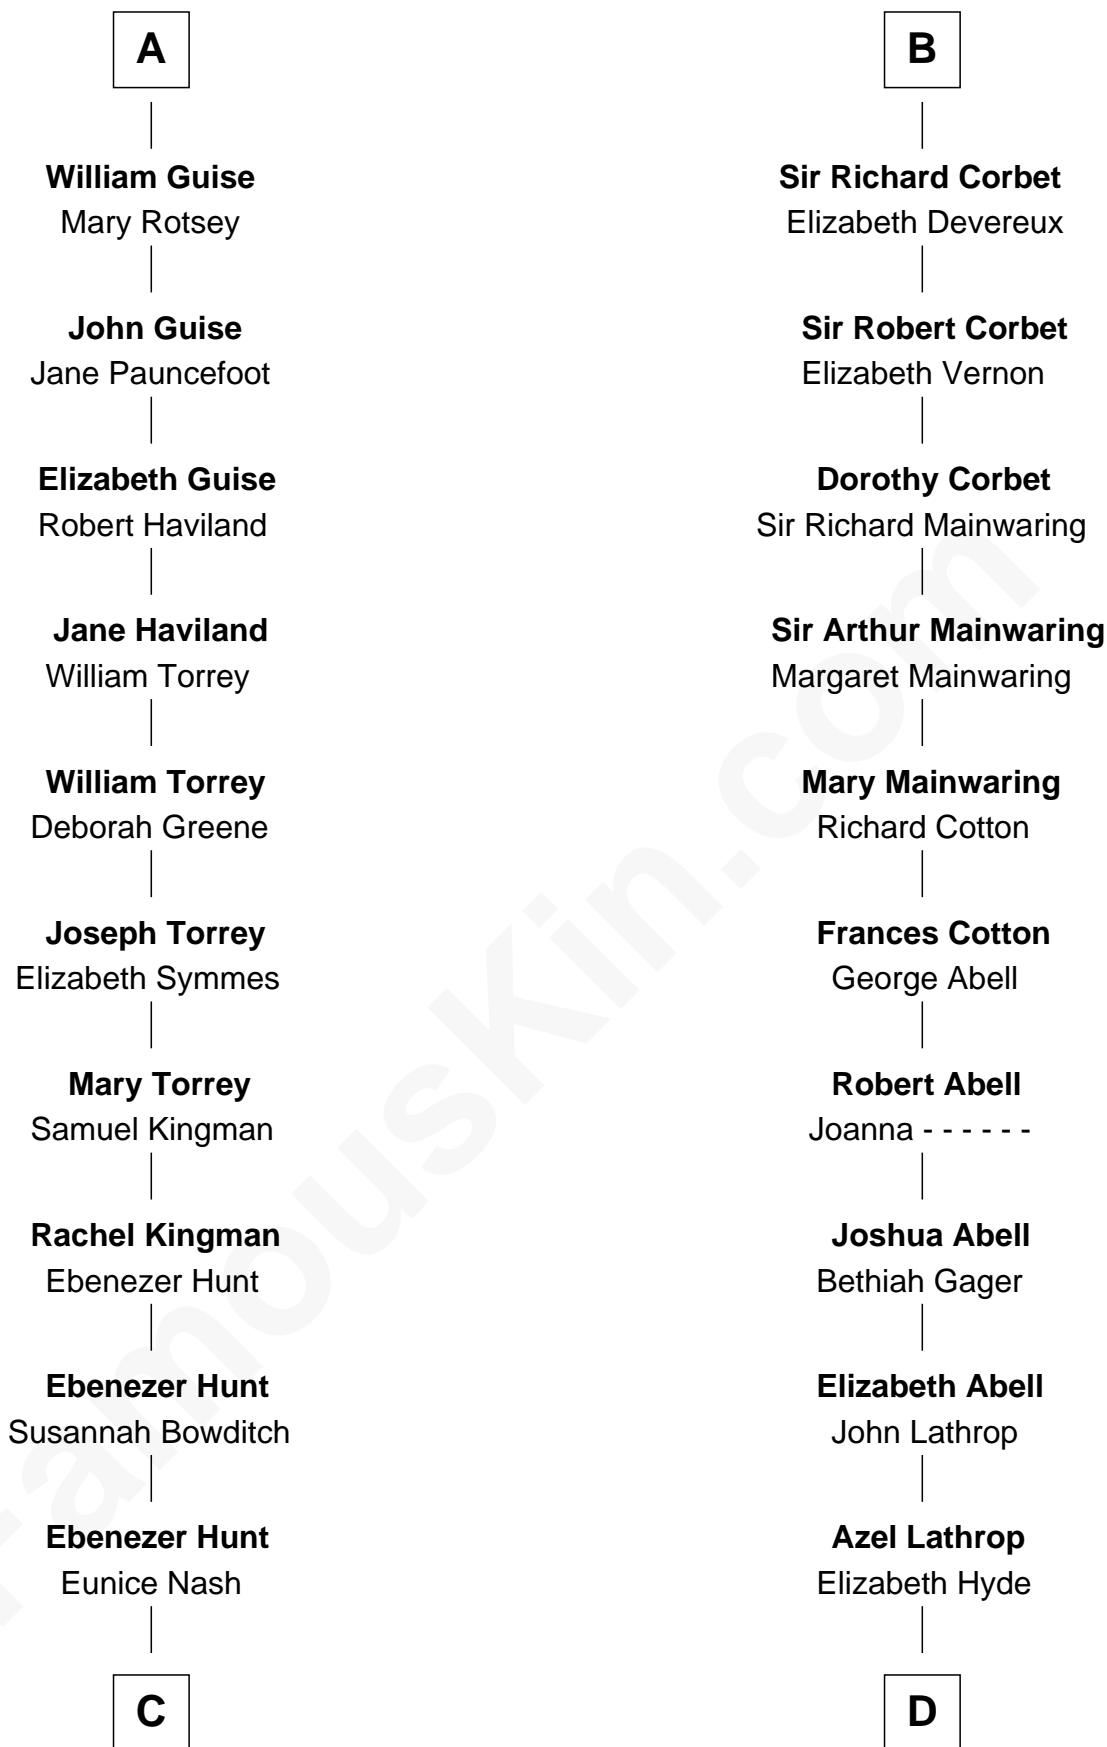 A
William Guise
Mary Rotsey
John Guise
Jane Pauncefoot
Elizabeth Guise
Robert Haviland
Jane Haviland
William Torrey
William Torrey
Deborah Greene
Joseph Torrey
Elizabeth Symmes
Mary Torrey
Samuel Kingman
Rachel Kingman
Ebenezer Hunt
Ebenezer Hunt
Susannah Bowditch
Ebenezer Hunt
Eunice Nash
C
B
Sir Richard Corbet
Elizabeth Devereux
Sir Robert Corbet
Elizabeth Vernon
Dorothy Corbet
Sir Richard Mainwaring
Sir Arthur Mainwaring
Margaret Mainwaring
Mary Mainwaring
Richard Cotton
Frances Cotton
George Abell
Robert Abell
Joanna - - - - - -
Joshua Abell
Bethiah Gager
Elizabeth Abell
John Lathrop
Azel Lathrop
Elizabeth Hyde
D
FamousKin.com